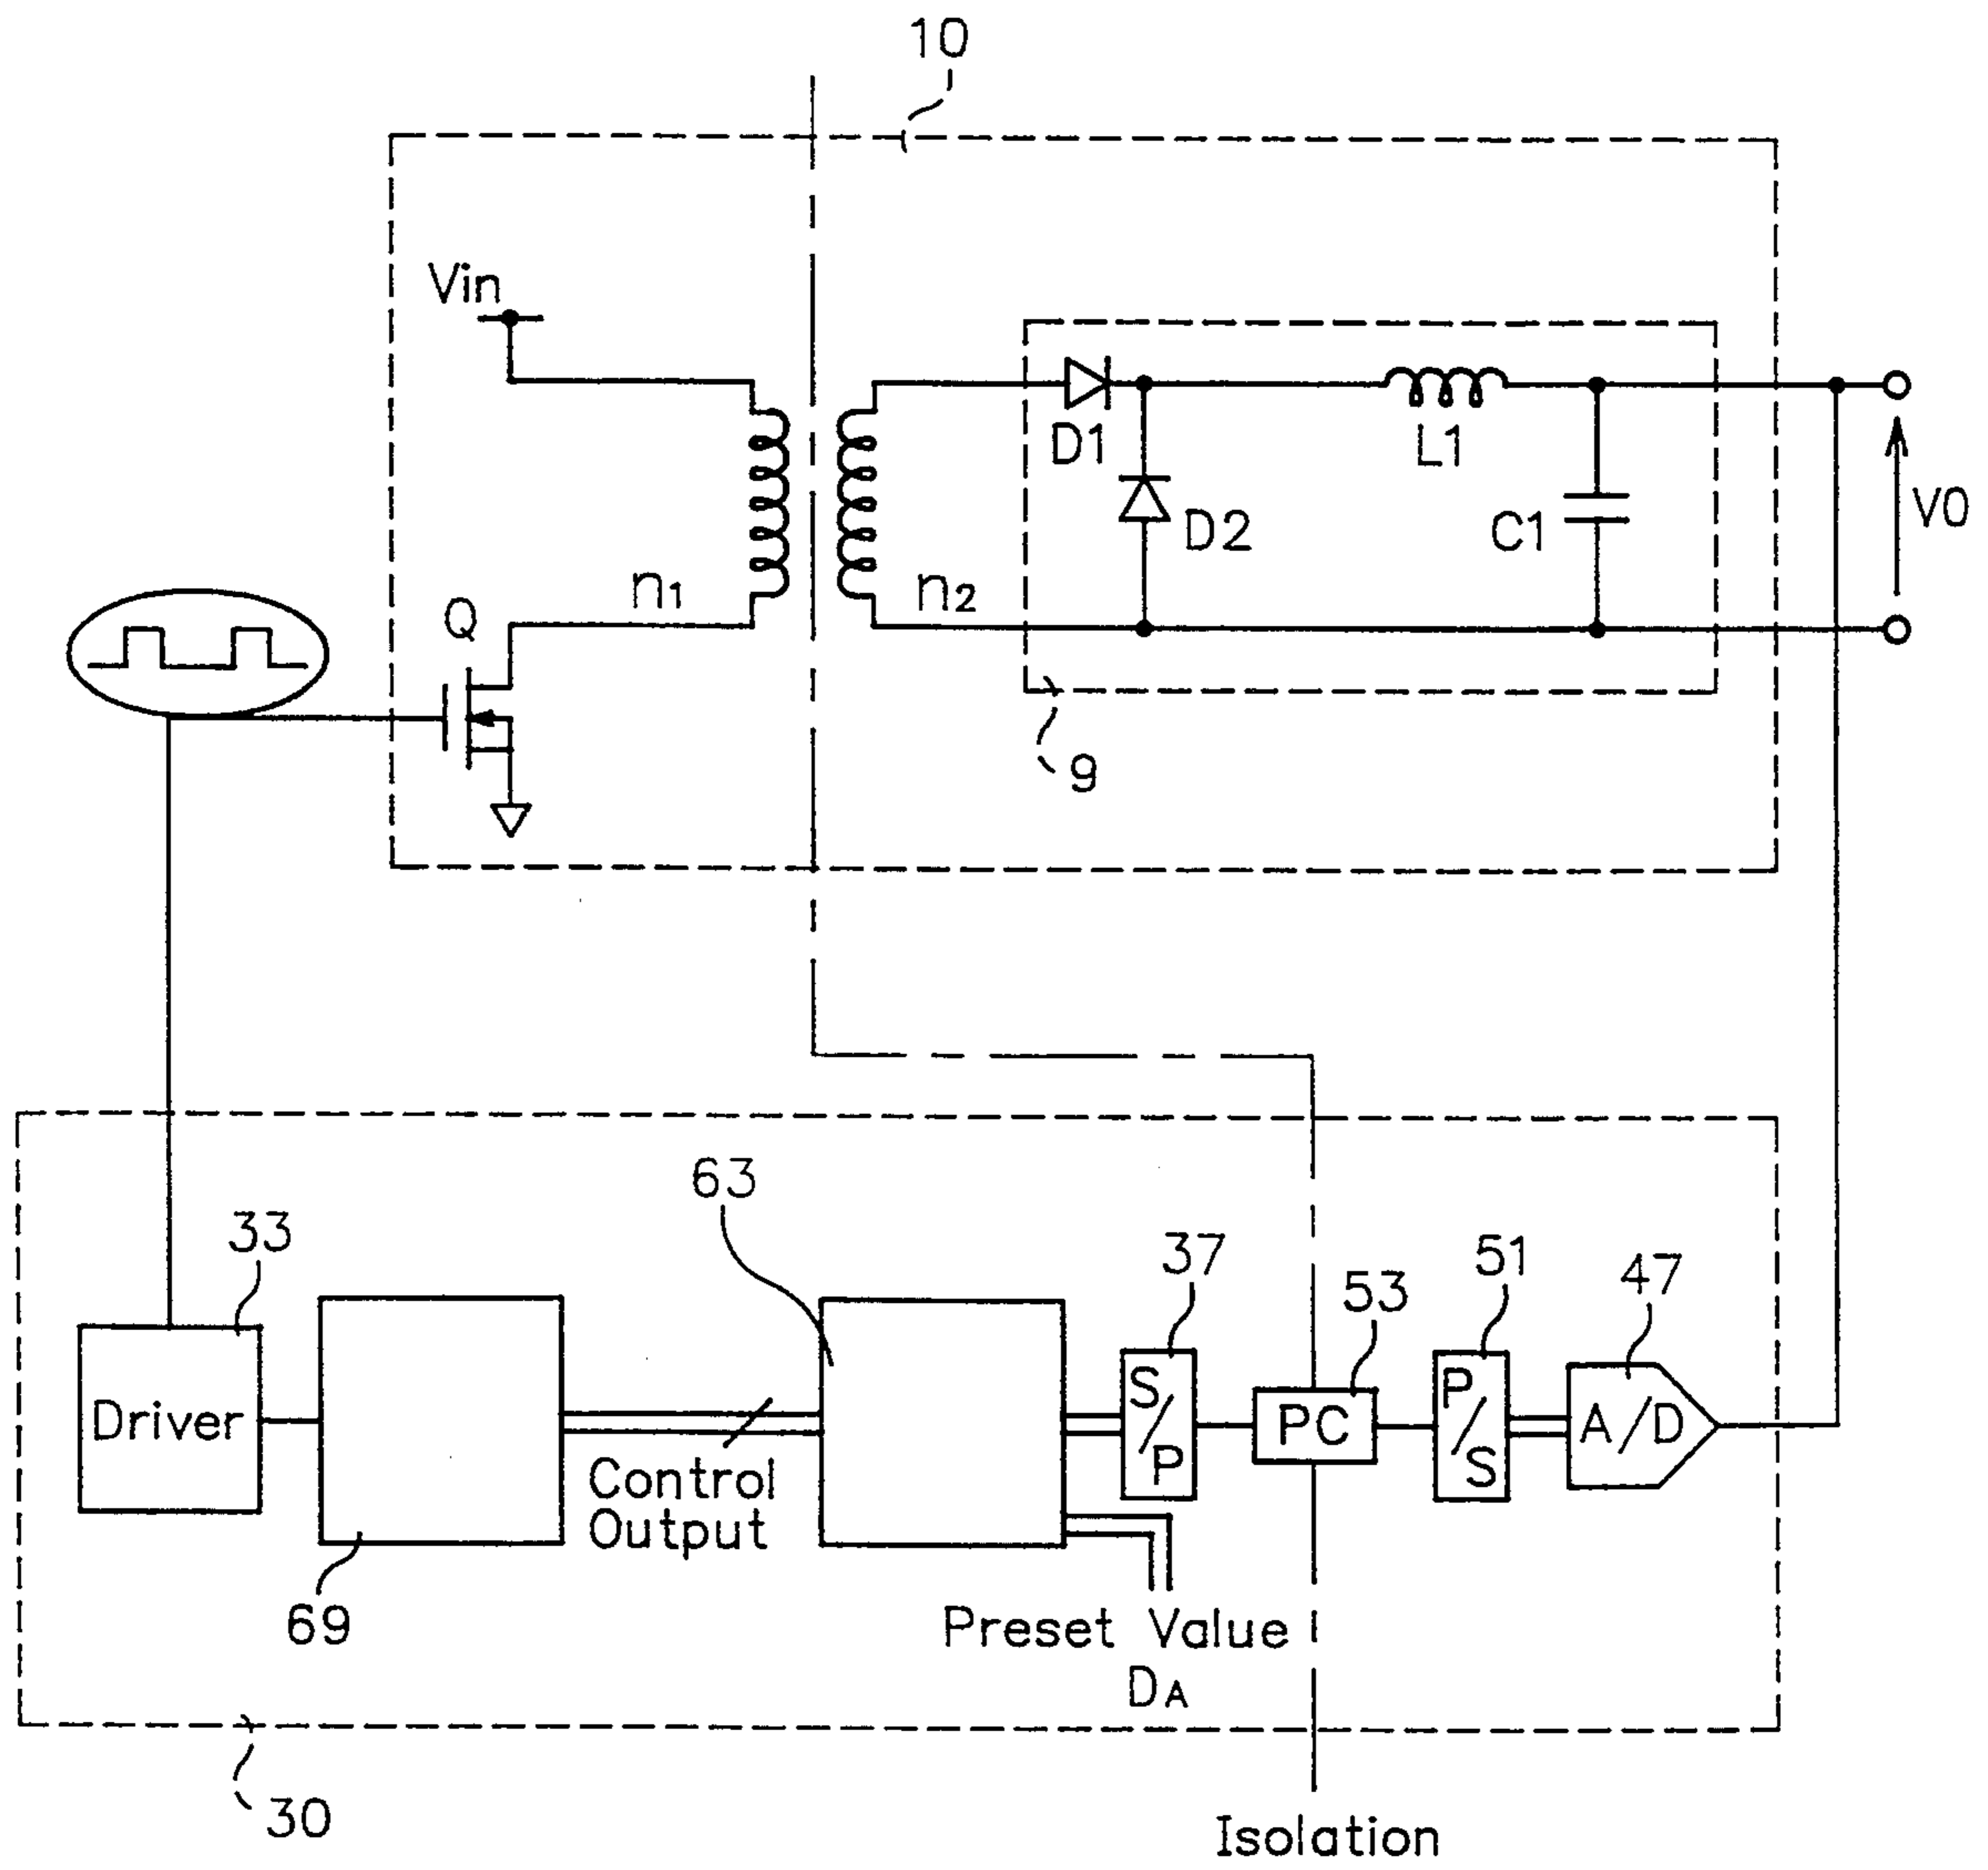 10
Vin
D1
L1
D2
C1
V0
n1
n2
Q
9
63
33
37
51
53
47
Driver
S/P
PC
P/S
A/D
Control
Output
69
Preset Value
DA
30
Isolation